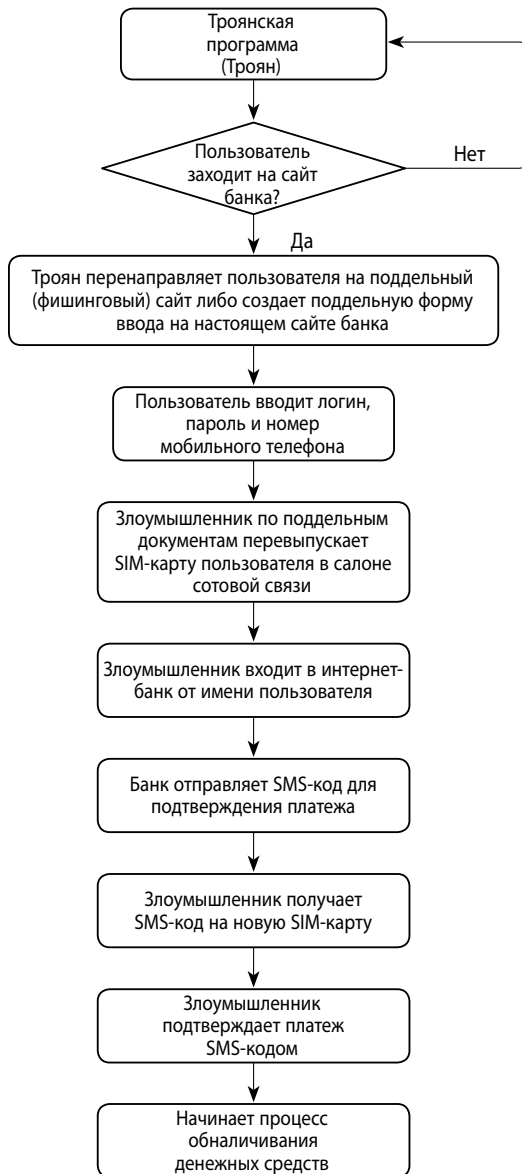 Троянская
программа
(Троян)
Пользователь
заходит на сайт
банка?
Нет
Да
Троян перенаправляет пользователя на поддельный
(фишинговый) сайт либо создает поддельную форму
ввода на настоящем сайте банка
Пользователь вводит логин,
пароль и номер
мобильного телефона
Злоумышленник по поддельным
документам перевыпускает
SIM-карту пользователя в салоне
сотовой связи
Злоумышленник входит в интернет-
банк от имени пользователя
Банк отправляет SMS-код для
подтверждения платежа
Злоумышленник получает
SMS-код на новую SIM-карту
Злоумышленник
подтверждает платеж
SMS-кодом
Начинает процесс
обналичивания
денежных средств